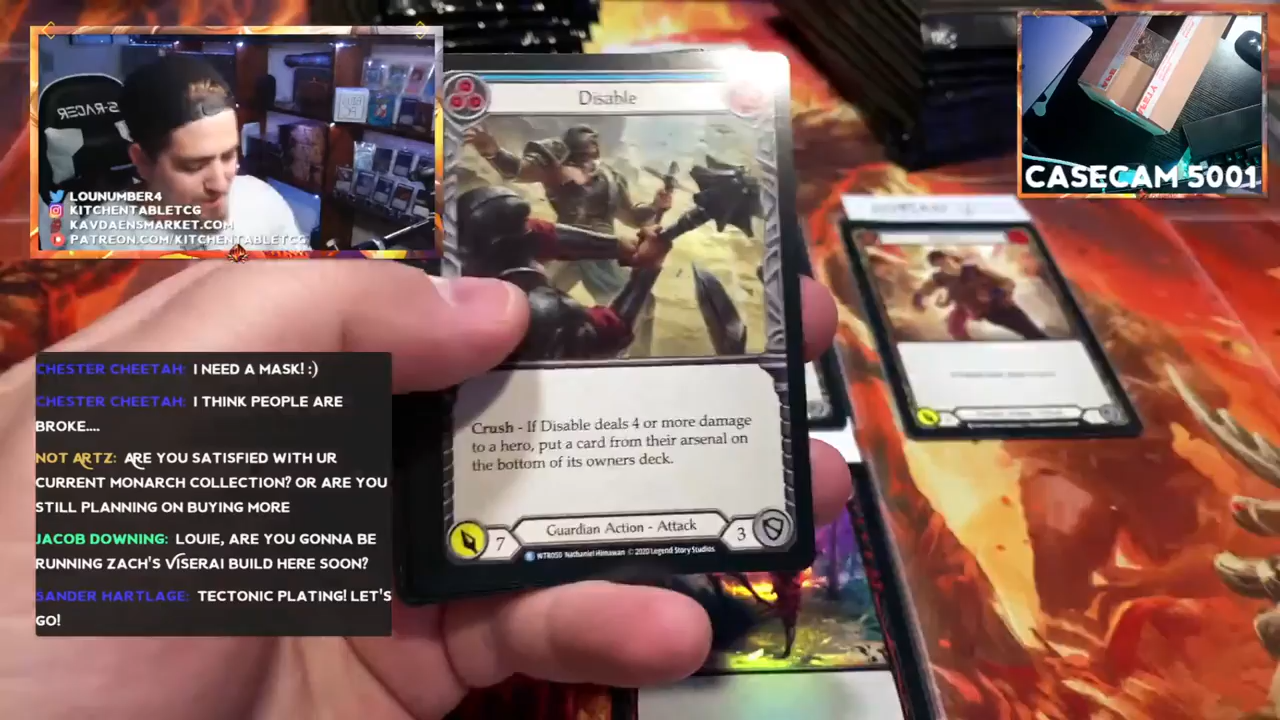 LOUNUMBER4
KITCHENTABLETCG
KAVDAENSMARKET.COM
PATREON.COM/KITCHENTABLETCG
CASECAM 5001
Disable
Crush - If Disable deals 4 or more damage
to a hero, put a card from their arsenal on
the bottom of its owners deck.
7
Guardian Action - Attack
3
WTR050 Nathaniel Himawan © 2020 Legend Story Studios
CHESTER CHEETAH: I NEED A MASK! :)
CHESTER CHEETAH: I THINK PEOPLE ARE
BROKE....
NOT ARTZ: ARE YOU SATISFIED WITH UR
CURRENT MONARCH COLLECTION? OR ARE YOU
STILL PLANNING ON BUYING MORE
JACOB DOWNING: LOUIE, ARE YOU GONNA BE
RUNNING ZACH'S VISERAI BUILD HERE SOON?
SANDER HARTLAGE: TECTONIC PLATING! LET'S
GO!